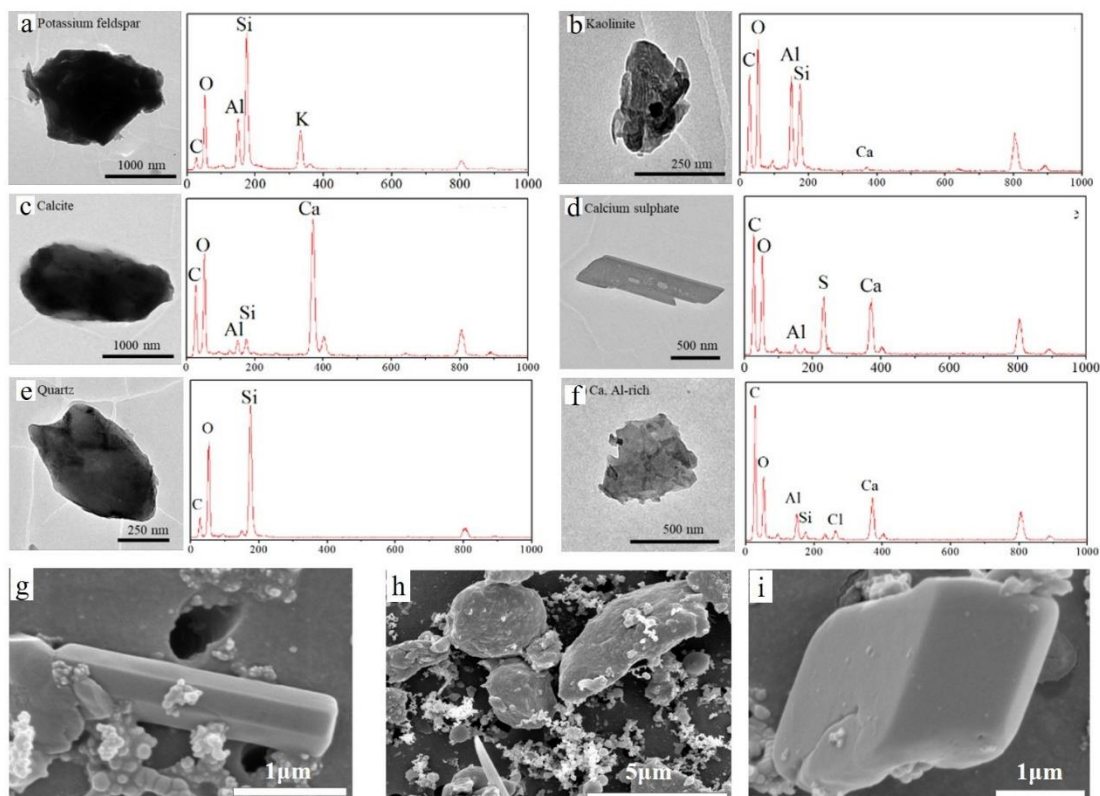 a Potassium feldspar
1000 nm
Si
O
Al
K
C
0 200 400 600 800 1000
b Kaolinite
250 nm
O
C
Al
Si
Ca
0 200 400 600 800 1000
c Calcite
1000 nm
Ca
O
C
Al
Si
0 200 400 600 800 1000
d Calcium sulphate
500 nm
C
O
S
Ca
Al
0 200 400 600 800 1000
e Quartz
250 nm
Si
O
C
0 200 400 600 800 1000
f Ca, Al-rich
500 nm
C
O
Al
Si
Cl
Ca
0 200 400 600 800 1000
g
1μm
h
5μm
i
1μm